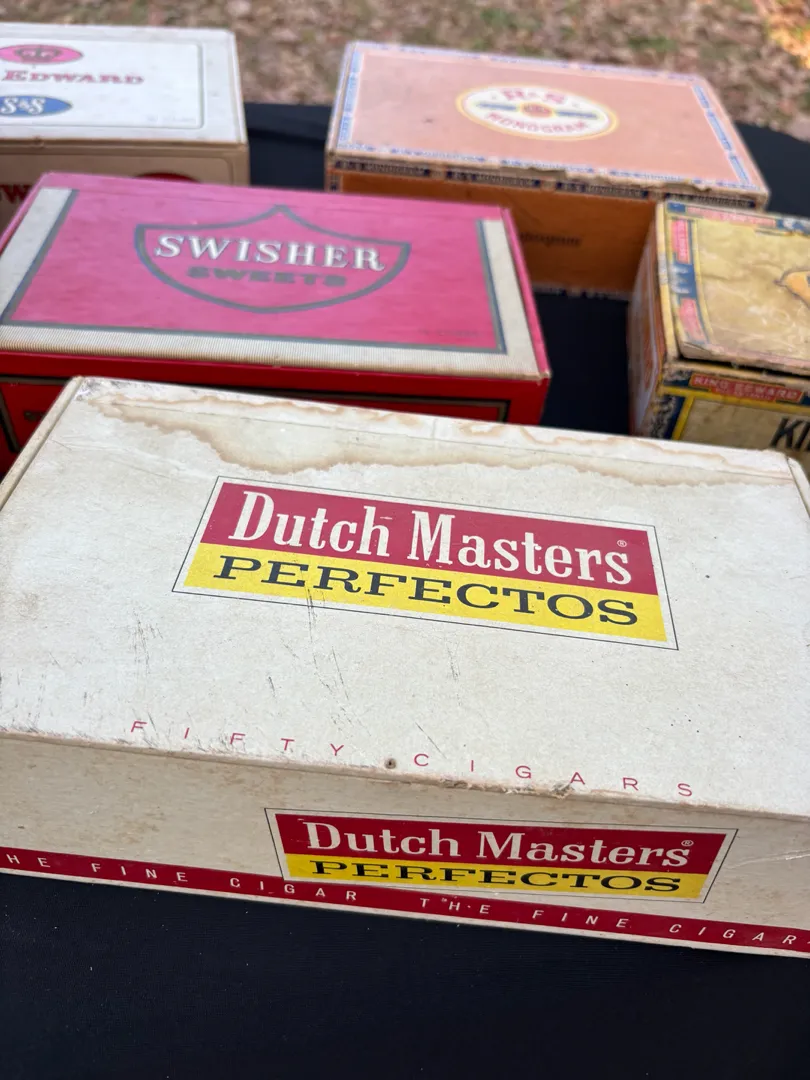 EDWARD
S&S
R&S
MONOGRAM
SWISHER
SWEETS
KING EDWARD
Dutch Masters®
PERFECTOS
FIFTY CIGARS
Dutch Masters®
PERFECTOS
THE FINE CIGAR THE FINE CIGAR